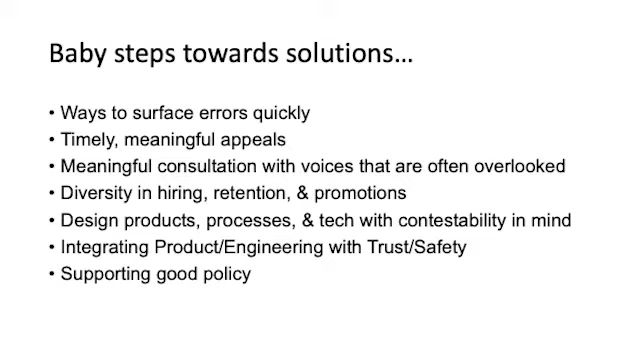 Baby steps towards solutions…
• Ways to surface errors quickly
• Timely, meaningful appeals
• Meaningful consultation with voices that are often overlooked
• Diversity in hiring, retention, & promotions
• Design products, processes, & tech with contestability in mind
• Integrating Product/Engineering with Trust/Safety
• Supporting good policy